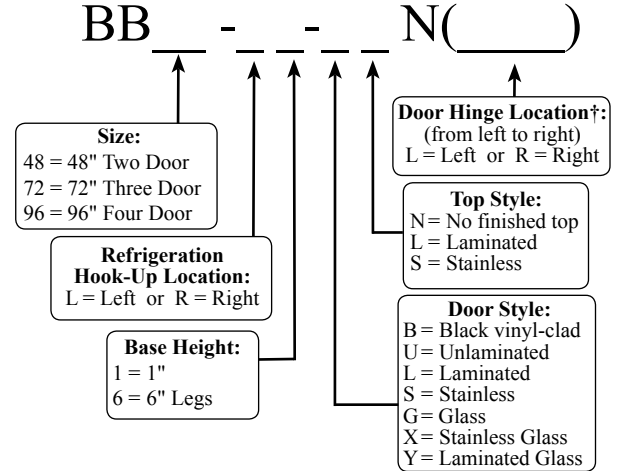 BB___ - _ _ - _ _ N(_____)
Size:
48 = 48" Two Door
72 = 72" Three Door
96 = 96" Four Door
Refrigeration
Hook-Up Location:
L = Left or R = Right
Base Height:
1 = 1"
6 = 6" Legs
Door Hinge Location†:
(from left to right)
L = Left or R = Right
Top Style:
N = No finished top
L = Laminated
S = Stainless
Door Style:
B = Black vinyl-clad
U = Unlaminated
L = Laminated
S = Stainless
G = Glass
X = Stainless Glass
Y = Laminated Glass